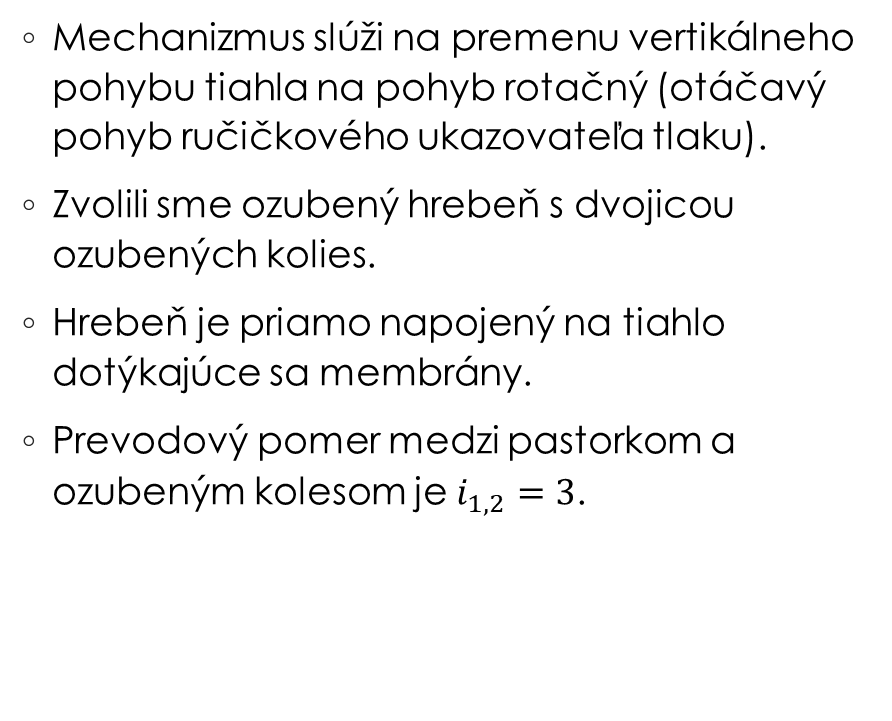 ◦ Mechanizmus slúži na premenu vertikálneho
pohybu tiahla na pohyb rotačný (otáčavý
pohyb ručičkového ukazovateľa tlaku).
◦ Zvolili sme ozubený hrebeň s dvojicou
ozubených kolies.
◦ Hrebeň je priamo napojený na tiahlo
dotýkajúce sa membrány.
◦ Prevodový pomer medzi pastorkom a
ozubeným kolesom je $i_{1,2} = 3$.